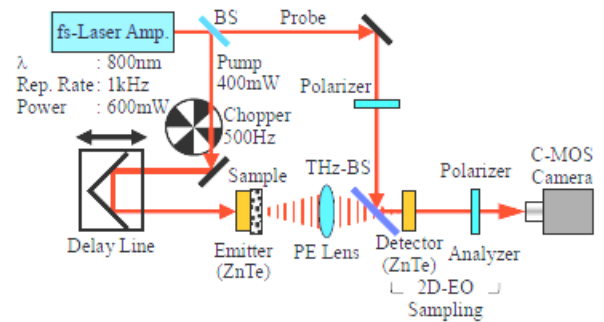 BS
Probe
fs-Laser Amp.
λ : 800nm
Rep. Rate : 1kHz
Power : 600mW
Pump
400mW
Chopper
500Hz
Polarizer
Sample
THz-BS
Polarizer
C-MOS
Camera
Delay Line
Emitter
(ZnTe)
PE Lens
Detector
(ZnTe)
Analyzer
2D-EO
Sampling